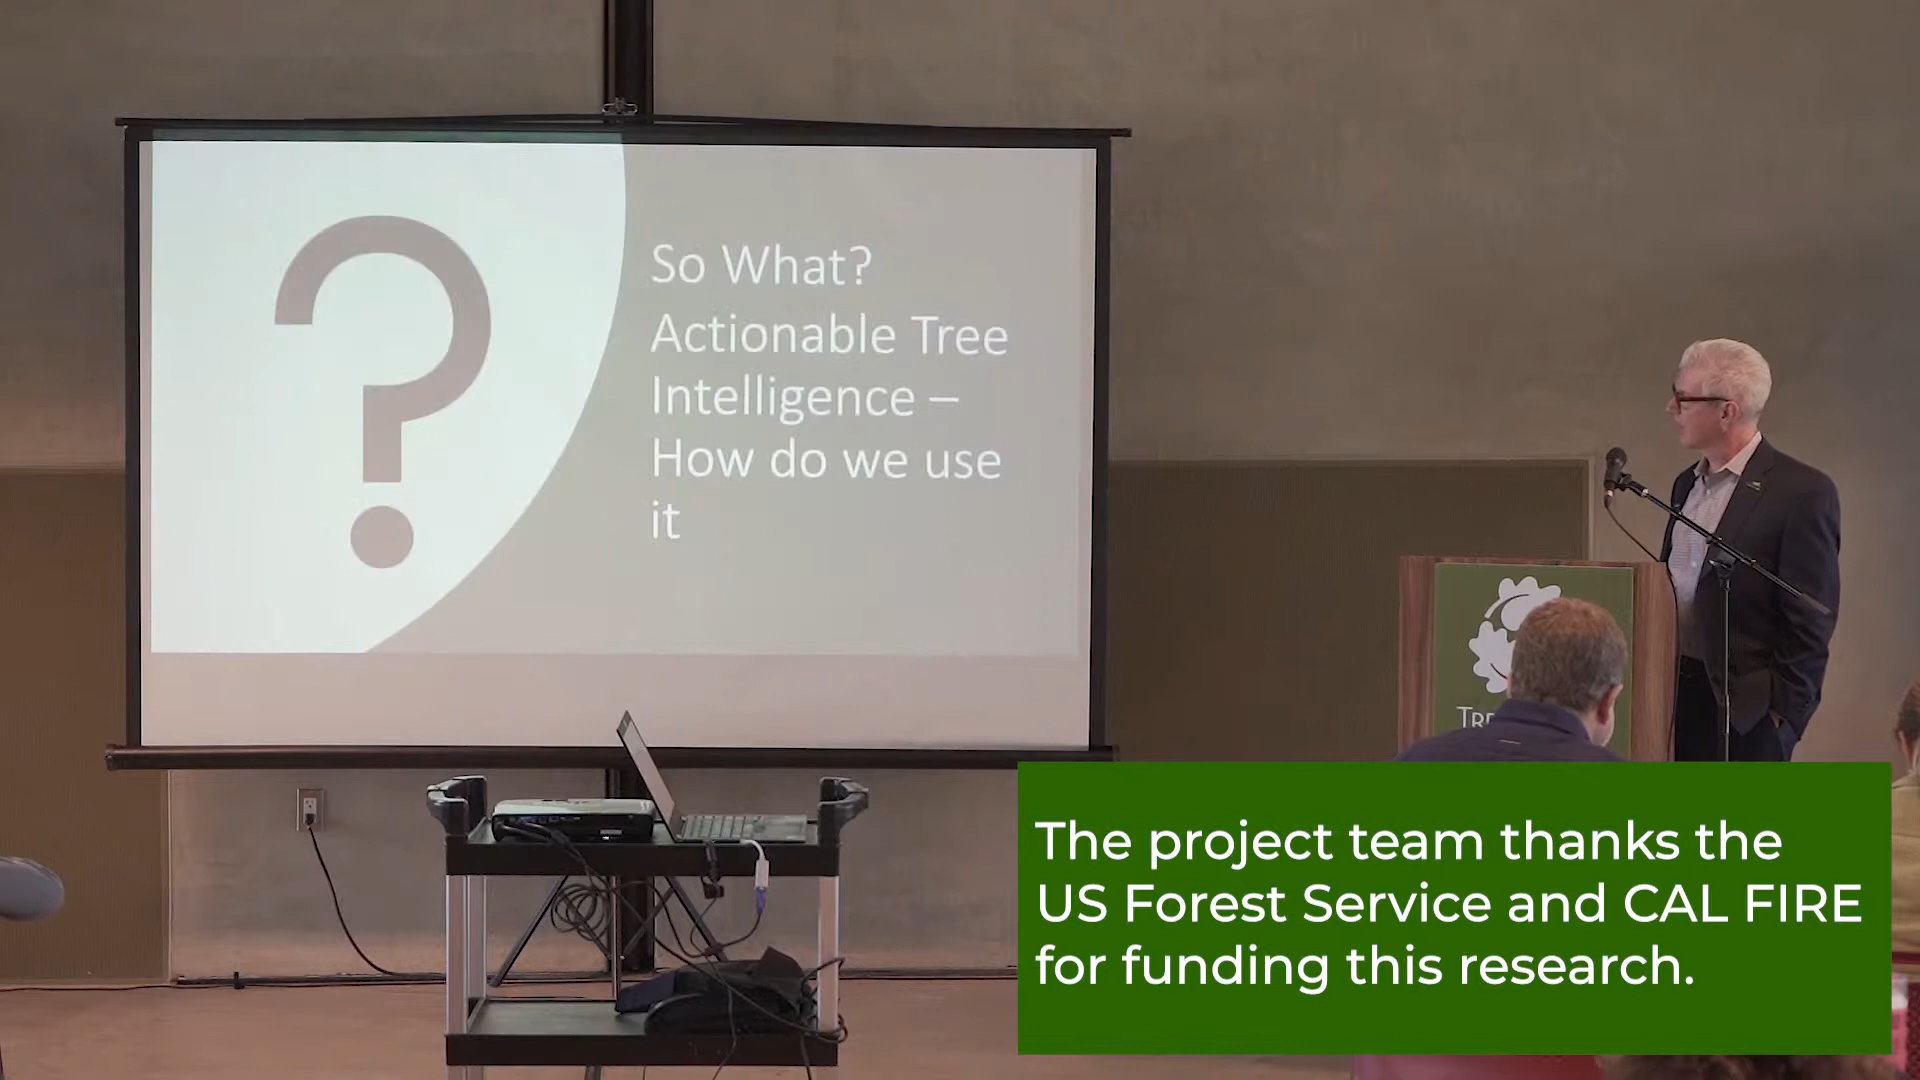 So What?
Actionable Tree
Intelligence –
How do we use
it
The project team thanks the
US Forest Service and CAL FIRE
for funding this research.